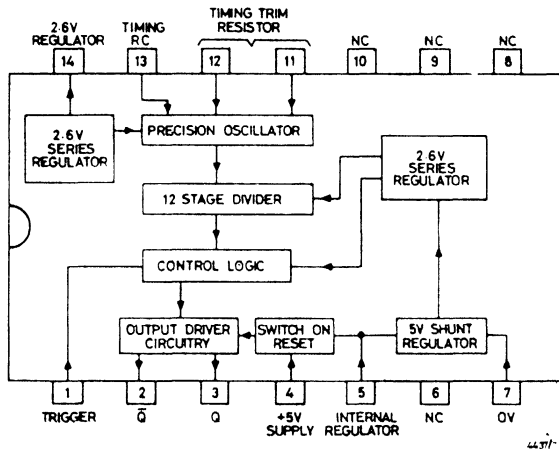 TIMING TRIM
RESISTOR
2·6V
REGULATOR
TIMING
RC
NC
NC
NC
14
13
12
11
10
9
8
2·6V
SERIES
REGULATOR
PRECISION OSCILLATOR
2·6V
SERIES
REGULATOR
12 STAGE DIVIDER
CONTROL LOGIC
OUTPUT DRIVER
CIRCUITRY
SWITCH ON
RESET
5V SHUNT
REGULATOR
1
2
3
4
5
6
7
TRIGGER
Q̅
Q
+5V
SUPPLY
INTERNAL
REGULATOR
NC
OV